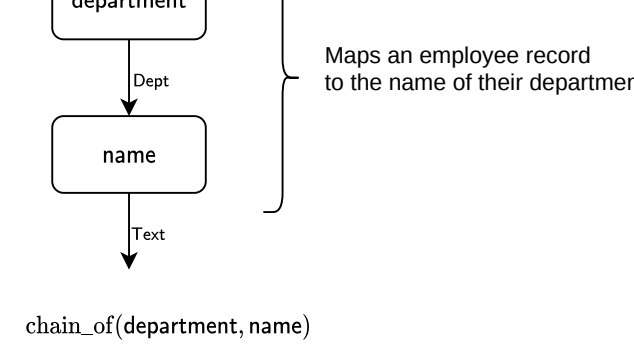 department
Dept
Maps an employee record
to the name of their departmen
name
Text
chain_of(department, name)